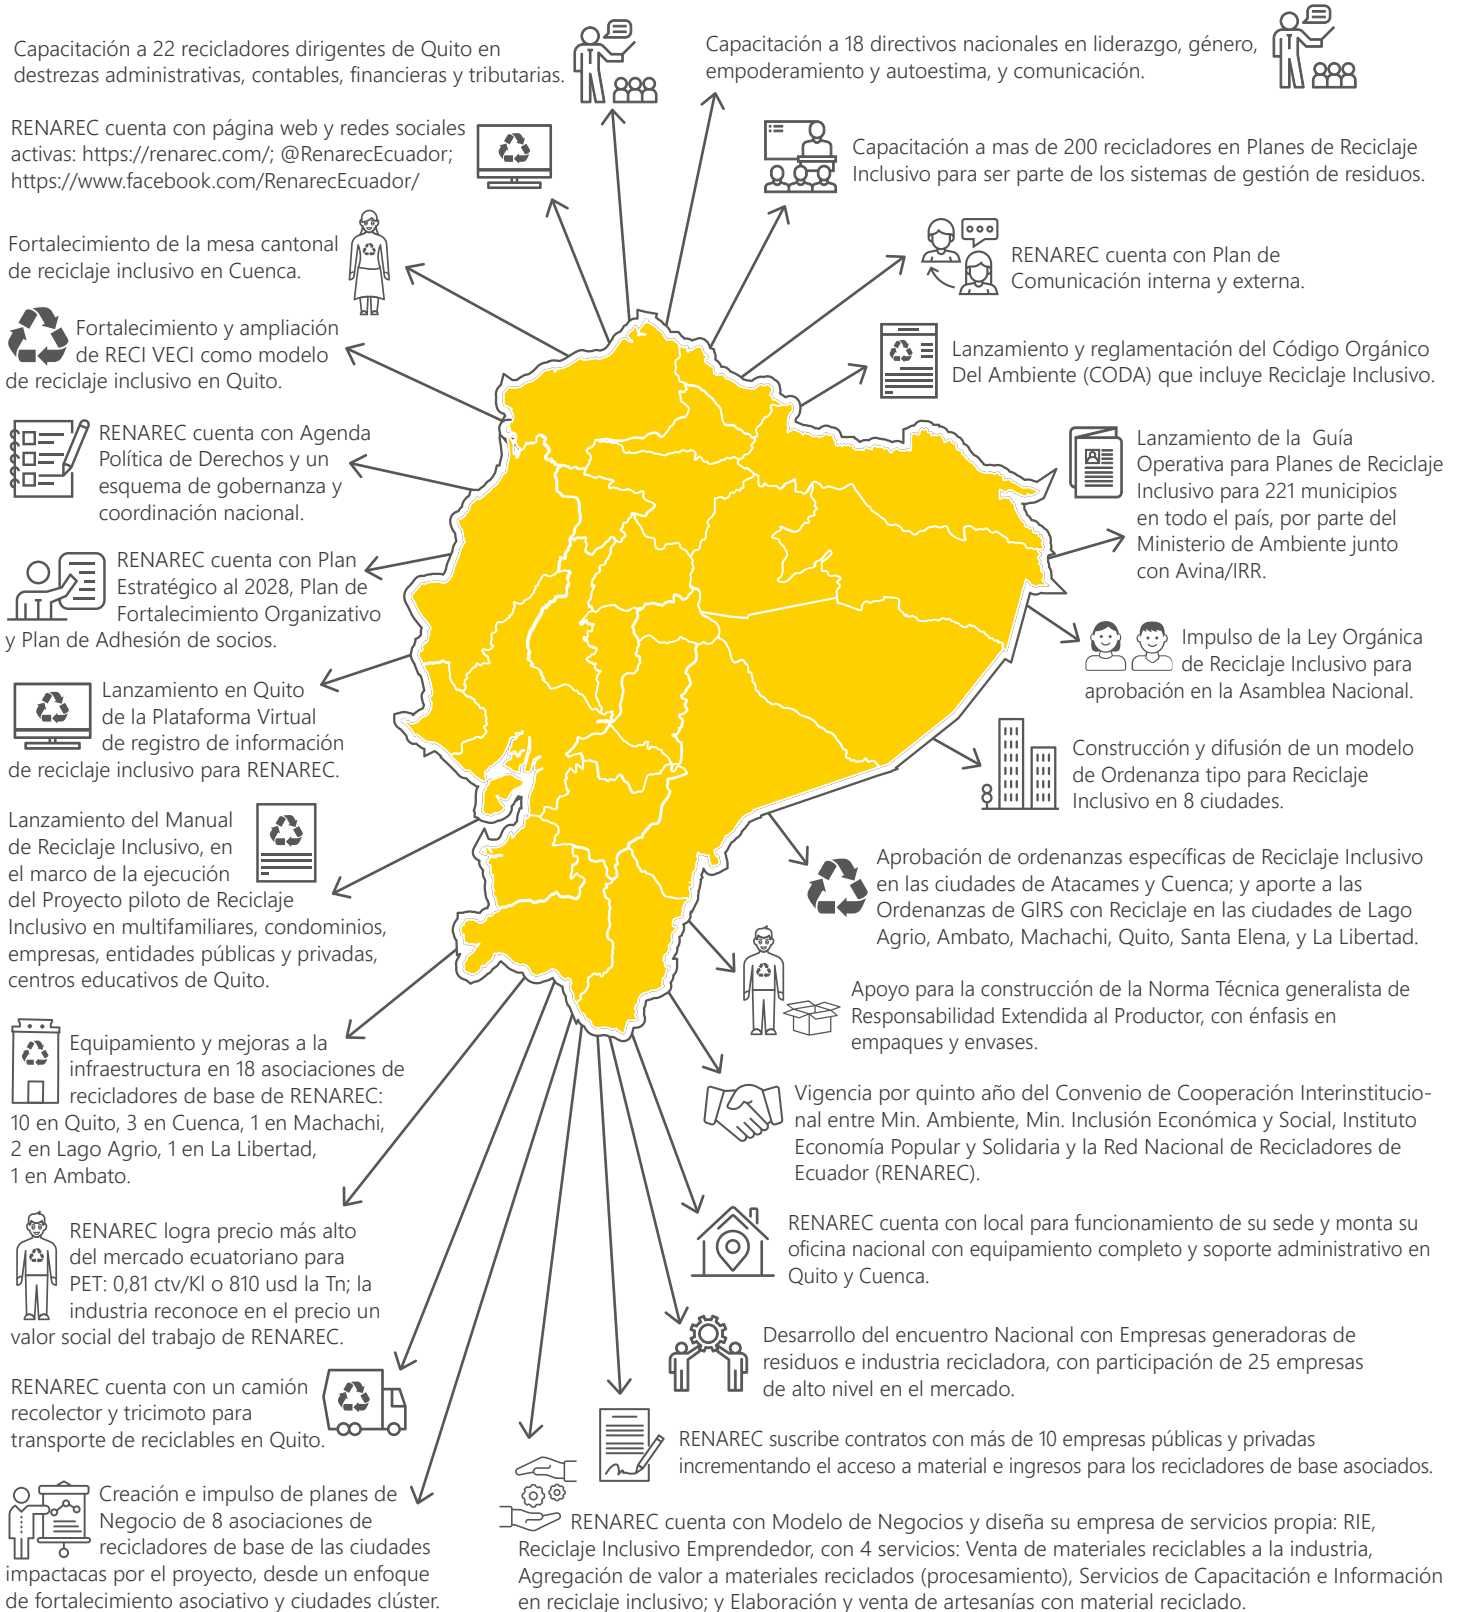 Capacitación a 22 recicladores dirigentes de Quito en
destrezas administrativas, contables, financieras y tributarias.
Capacitación a 18 directivos nacionales en liderazgo, género,
empoderamiento y autoestima, y comunicación.
RENAREC cuenta con página web y redes sociales
activas: https://renarec.com/; @RenarecEcuador;
https://www.facebook.com/RenarecEcuador/
Capacitación a mas de 200 recicladores en Planes de Reciclaje
Inclusivo para ser parte de los sistemas de gestión de residuos.
Fortalecimiento de la mesa cantonal
de reciclaje inclusivo en Cuenca.
RENAREC cuenta con Plan de
Comunicación interna y externa.
Fortalecimiento y ampliación
de RECI VECI como modelo
de reciclaje inclusivo en Quito.
Lanzamiento y reglamentación del Código Orgánico
Del Ambiente (CODA) que incluye Reciclaje Inclusivo.
RENAREC cuenta con Agenda
Política de Derechos y un
esquema de gobernanza y
coordinación nacional.
Lanzamiento de la Guía
Operativa para Planes de Reciclaje
Inclusivo para 221 municipios
en todo el país, por parte del
Ministerio de Ambiente junto
con Avina/IRR.
RENAREC cuenta con Plan
Estratégico al 2028, Plan de
Fortalecimiento Organizativo
y Plan de Adhesión de socios.
Impulso de la Ley Orgánica
de Reciclaje Inclusivo para
aprobación en la Asamblea Nacional.
Lanzamiento en Quito
de la Plataforma Virtual
de registro de información
de reciclaje inclusivo para RENAREC.
Construcción y difusión de un modelo
de Ordenanza tipo para Reciclaje
Inclusivo en 8 ciudades.
Lanzamiento del Manual
de Reciclaje Inclusivo, en
el marco de la ejecución
del Proyecto piloto de Reciclaje
Inclusivo en multifamiliares, condominios,
empresas, entidades públicas y privadas,
centros educativos de Quito.
Aprobación de ordenanzas específicas de Reciclaje Inclusivo
en las ciudades de Atacames y Cuenca; y aporte a las
Ordenanzas de GIRS con Reciclaje en las ciudades de Lago
Agrio, Ambato, Machachi, Quito, Santa Elena, y La Libertad.
Apoyo para la construcción de la Norma Técnica generalista de
Responsabilidad Extendida al Productor, con énfasis en
empaques y envases.
Equipamiento y mejoras a la
infraestructura en 18 asociaciones de
recicladores de base de RENAREC:
10 en Quito, 3 en Cuenca, 1 en Machachi,
2 en Lago Agrio, 1 en La Libertad,
1 en Ambato.
Vigencia por quinto año del Convenio de Cooperación Interinstitucio-
nal entre Min. Ambiente, Min. Inclusión Económica y Social, Instituto
Economía Popular y Solidaria y la Red Nacional de Recicladores de
Ecuador (RENAREC).
RENAREC logra precio más alto
del mercado ecuatoriano para
PET: 0,81 ctv/Kl o 810 usd la Tn; la
industria reconoce en el precio un
valor social del trabajo de RENAREC.
RENAREC cuenta con local para funcionamiento de su sede y monta su
oficina nacional con equipamiento completo y soporte administrativo en
Quito y Cuenca.
Desarrollo del encuentro Nacional con Empresas generadoras de
residuos e industria recicladora, con participación de 25 empresas
de alto nivel en el mercado.
RENAREC cuenta con un camión
recolector y tricimoto para
transporte de reciclables en Quito.
RENAREC suscribe contratos con más de 10 empresas públicas y privadas
incrementando el acceso a material e ingresos para los recicladores de base asociados.
Creación e impulso de planes de
Negocio de 8 asociaciones de
recicladores de base de las ciudades
impactacas por el proyecto, desde un enfoque
de fortalecimiento asociativo y ciudades clúster.
RENAREC cuenta con Modelo de Negocios y diseña su empresa de servicios propia: RIE,
Reciclaje Inclusivo Emprendedor, con 4 servicios: Venta de materiales reciclables a la industria,
Agregación de valor a materiales reciclados (procesamiento), Servicios de Capacitación e Información
en reciclaje inclusivo; y Elaboración y venta de artesanías con material reciclado.